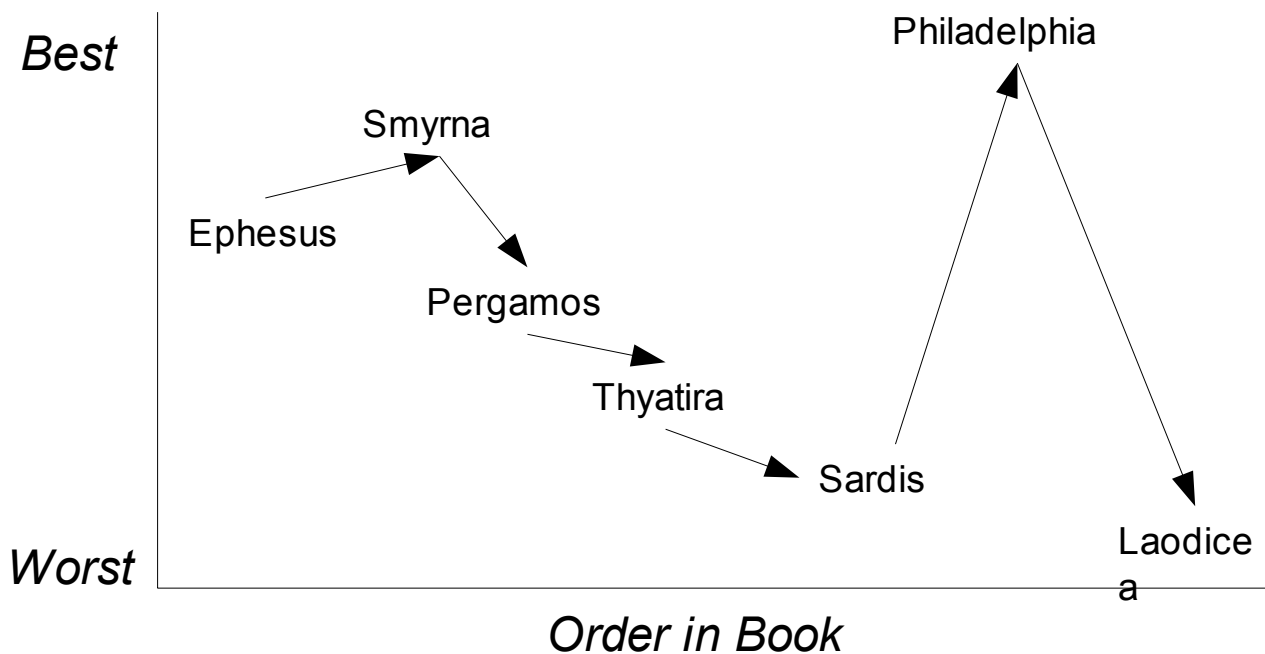 Philadelphia
Best
Smyrna
Ephesus
Pergamos
Thyatira
Sardis
Laodice
a
Worst
Order in Book